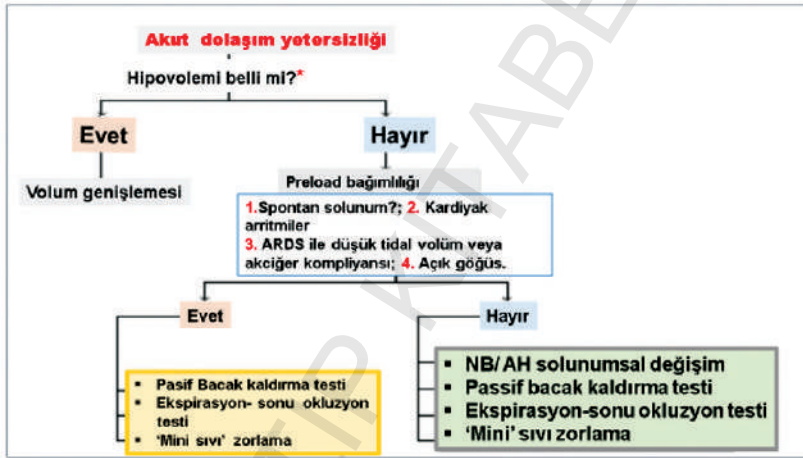 Akut dolaşım yetersizliği
Hipovolemi belli mi?*
Evet
Hayır
Volum genişlemesi
Preload bağımlılığı
1.Spontan solunum?; 2. Kardiyak
arritmiler
3. ARDS ile düşük tidal volüm veya
akciğer kompliyansı; 4. Açık göğüs.
Evet
Hayır
▪ Pasif Bacak kaldırma testi
▪ Ekspirasyon- sonu okluzyon
testi
▪ ‘Mini sıvı’ zorlama
▪ NB/ AH solunumsal değişim
▪ Passif bacak kaldırma testi
▪ Ekspirasyon-sonu okluzyon testi
▪ ‘Mini’ sıvı zorlama
TIP KITABE